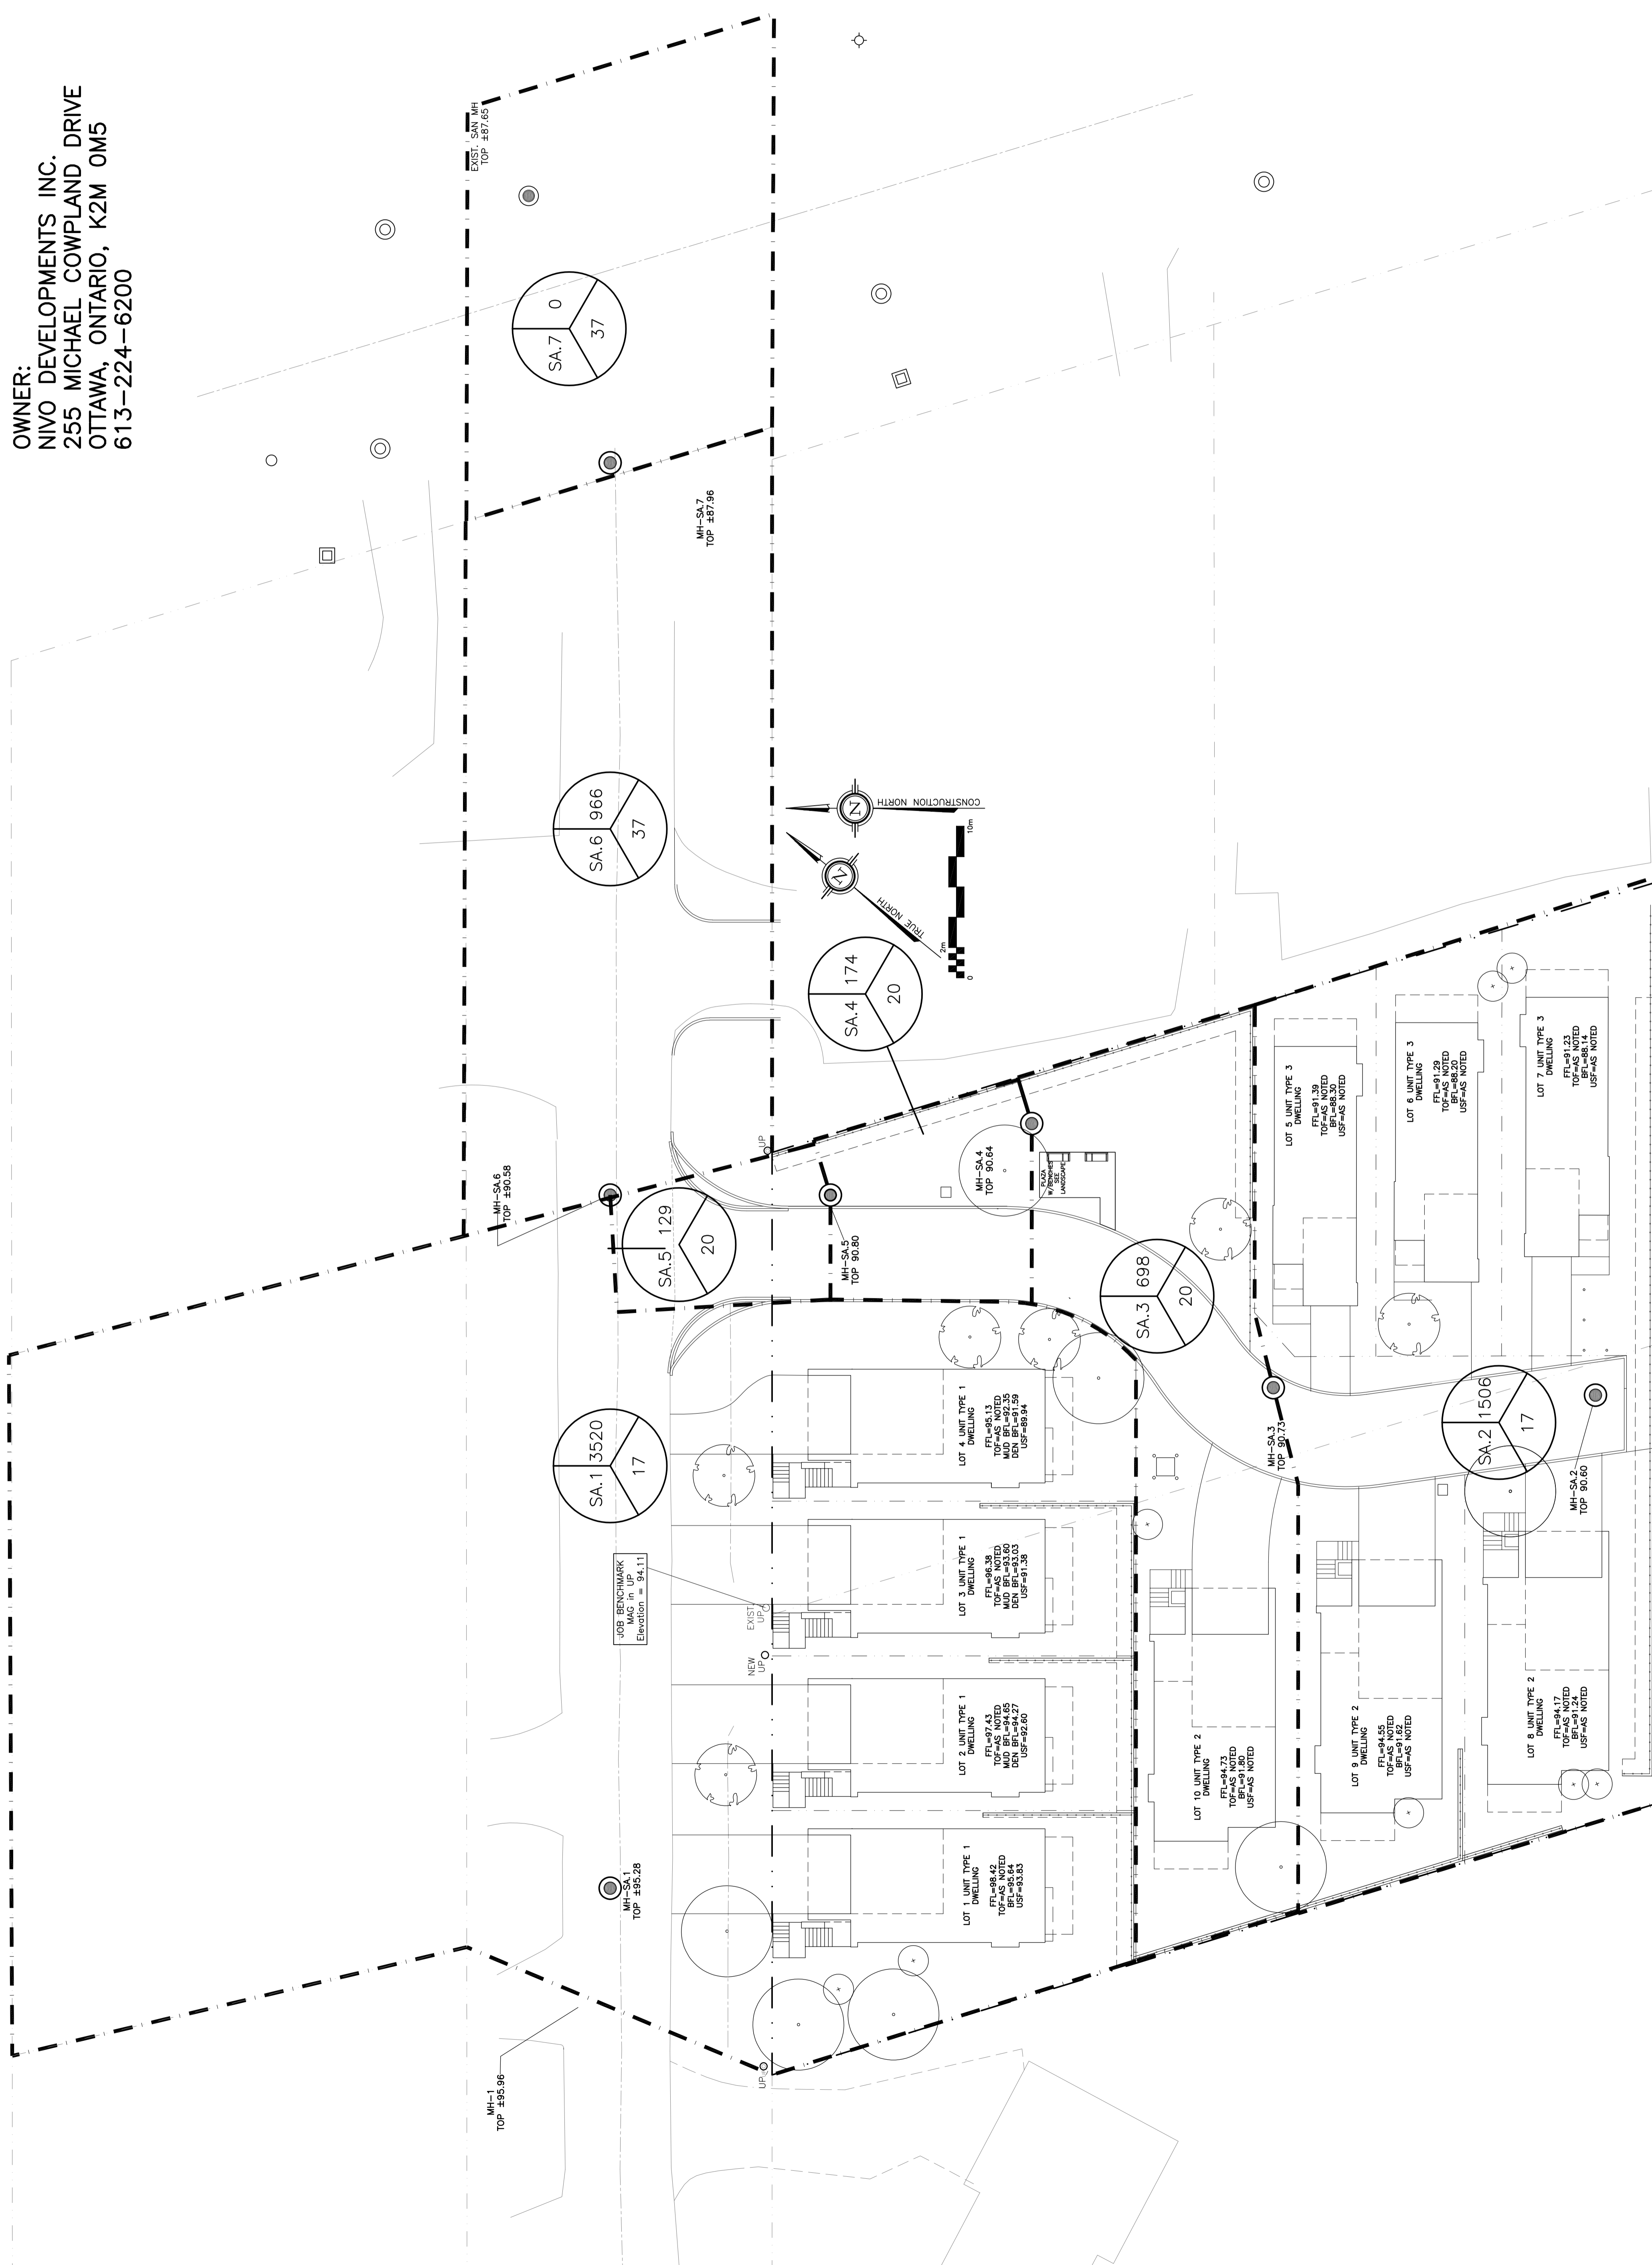 OWNER:
NIVO DEVELOPMENTS INC.
255 MICHAEL COWPLAND DRIVE
OTTAWA, ONTARIO, K2M 0M5
613-224-6200
EXIST. SAN MH
TOP ±87.65
SA.7 0
37
MH-SA.7
TOP ±87.96
SA.6 966
37
CONSTRUCTION NORTH
N
TRUE NORTH
N
0
2m
10m
SA.4 174
20
MH-SA.6
TOP ±90.58
UP
SA.5 129
20
MH-SA.5
TOP 90.80
MH-SA.4
TOP 90.64
PLAZA
W/BENCHES
SEE
LANDSCAPE
SA.3 698
20
LOT 5 UNIT TYPE 3
DWELLING
FFL=91.39
TOF=AS NOTED
BFL=88.30
USF=AS NOTED
LOT 6 UNIT TYPE 3
DWELLING
FFL=91.29
TOF=AS NOTED
BFL=88.20
USF=AS NOTED
LOT 7 UNIT TYPE 3
DWELLING
FFL=91.23
TOF=AS NOTED
BFL=88.14
USF=AS NOTED
SA.1 3520
17
LOT 4 UNIT TYPE 1
DWELLING
FFL=95.13
TOF=AS NOTED
MUD BFL=92.35
DEN BFL=91.59
USF=89.94
MH-SA.3
TOP 90.73
SA.2 1506
17
MH-SA.2
TOP 90.60
JOB BENCHMARK
MAG in UP
Elevation = 94.11
EXIST
UP
NEW
UP
LOT 3 UNIT TYPE 1
DWELLING
FFL=96.38
TOF=AS NOTED
MUD BFL=93.60
DEN BFL=93.03
USF=91.38
LOT 2 UNIT TYPE 1
DWELLING
FFL=97.43
TOF=AS NOTED
MUD BFL=94.65
DEN BFL=94.27
USF=92.60
LOT 10 UNIT TYPE 2
DWELLING
FFL=94.73
TOF=AS NOTED
BFL=91.80
USF=AS NOTED
LOT 9 UNIT TYPE 2
DWELLING
FFL=94.55
TOF=AS NOTED
BFL=91.62
USF=AS NOTED
LOT 8 UNIT TYPE 2
DWELLING
FFL=94.17
TOF=AS NOTED
BFL=91.24
USF=AS NOTED
MH-SA.1
TOP ±95.28
LOT 1 UNIT TYPE 1
DWELLING
FFL=98.42
TOF=AS NOTED
BFL=95.64
USF=93.83
MH-1
TOP ±95.96
UP